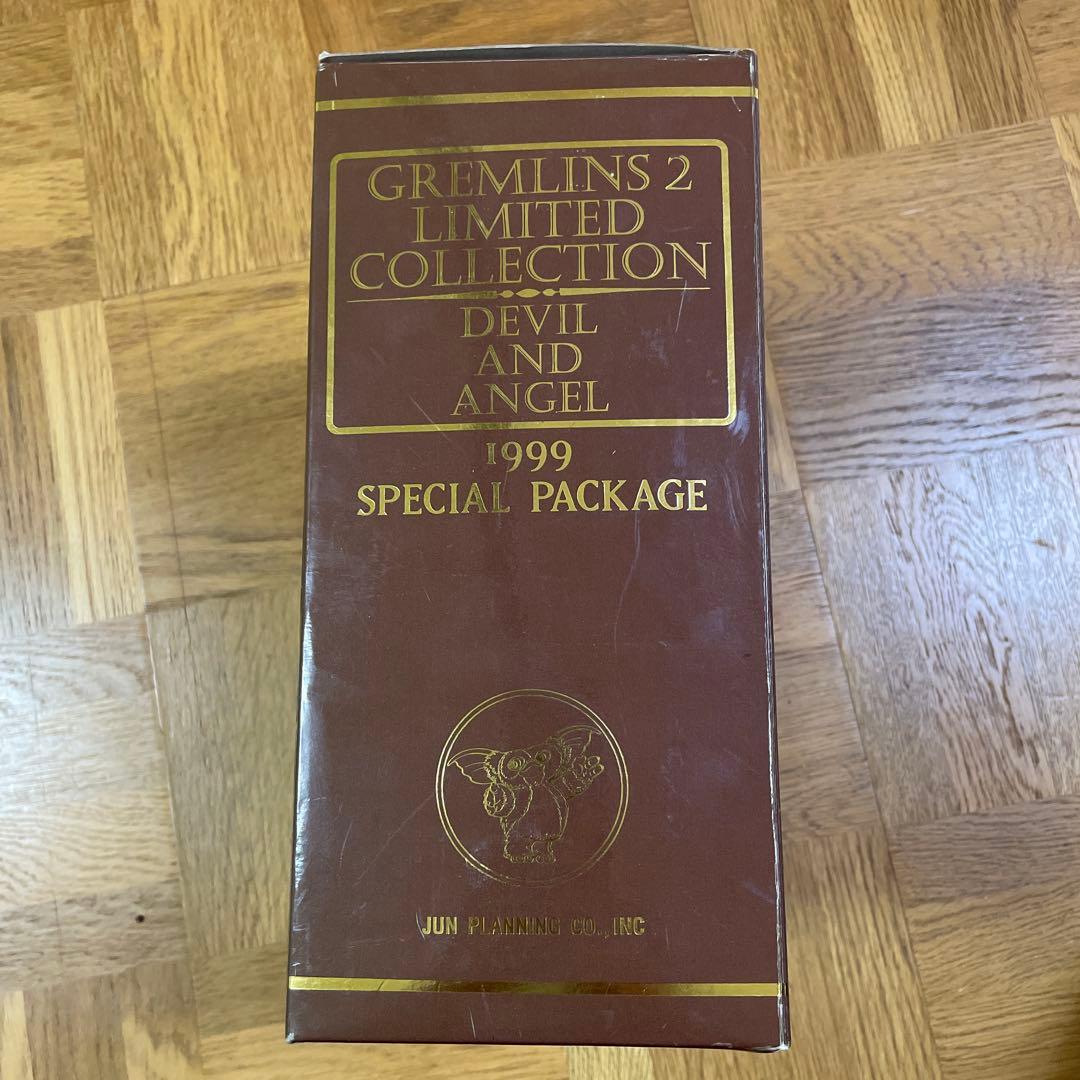 GREMLINS 2
LIMITED
COLLECTION
DEVIL
AND
ANGEL
1999
SPECIAL PACKAGE
JUN PLANNING CO., INC